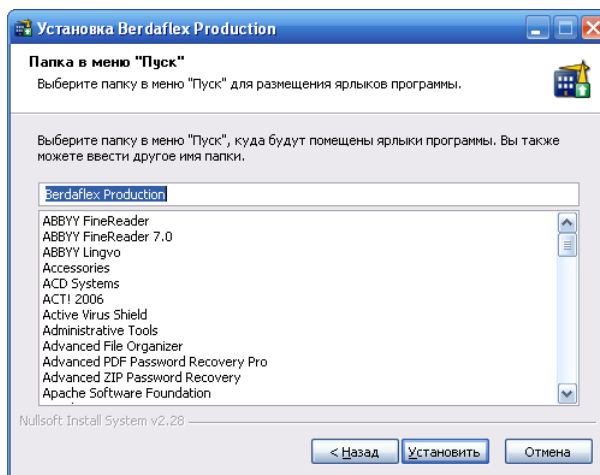 Установка Berdaflex Production
Папка в меню "Пуск"
Выберите папку в меню "Пуск" для размещения ярлыков программы.
Выберите папку в меню "Пуск", куда будут помещены ярлыки программы. Вы также
можете ввести другое имя папки.
Berdaflex Production
ABBYY FineReader
ABBYY FineReader 7.0
ABBYY Lingvo
Accessories
ACD Systems
ACT! 2006
Active Virus Shield
Administrative Tools
Advanced File Organizer
Advanced PDF Password Recovery Pro
Advanced ZIP Password Recovery
Apache Software Foundation
Nullsoft Install System v2.28
< Назад
Установить
Отмена